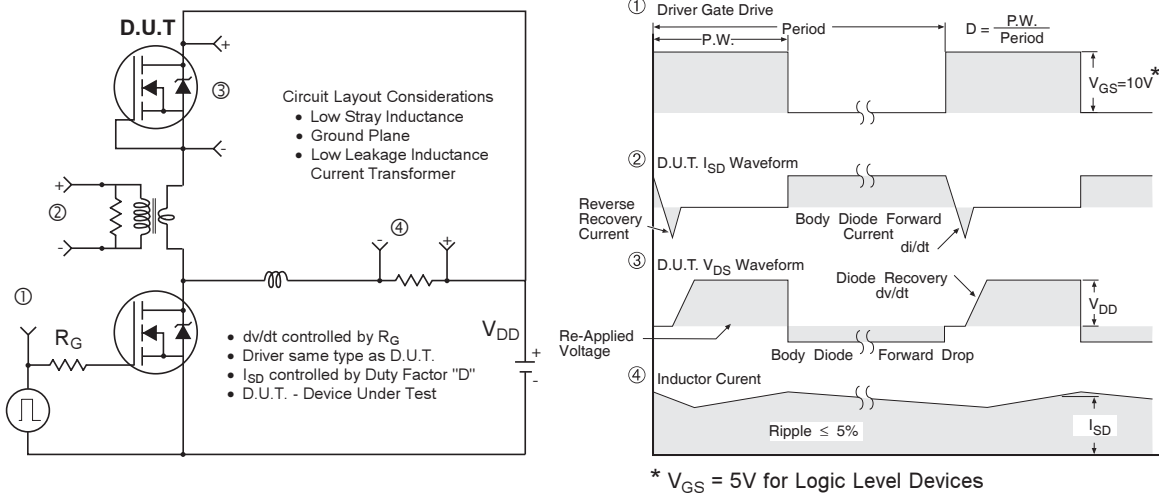 D.U.T
+
③
-
Circuit Layout Considerations
• Low Stray Inductance
• Ground Plane
• Low Leakage Inductance
Current Transformer
+
②
-
④
-
+
①
R_G
V_DD
+
-
• dv/dt controlled by R_G
• Driver same type as D.U.T.
• I_SD controlled by Duty Factor "D"
• D.U.T. - Device Under Test
① Driver Gate Drive
P.W.
Period
D = P.W. / Period
V_GS=10V*
② D.U.T. I_SD Waveform
Reverse
Recovery
Current
Body Diode Forward
Current
di/dt
③ D.U.T. V_DS Waveform
Diode Recovery
dv/dt
V_DD
Re-Applied
Voltage
Body Diode Forward Drop
④ Inductor Curent
Ripple ≤ 5%
I_SD
* V_GS = 5V for Logic Level Devices